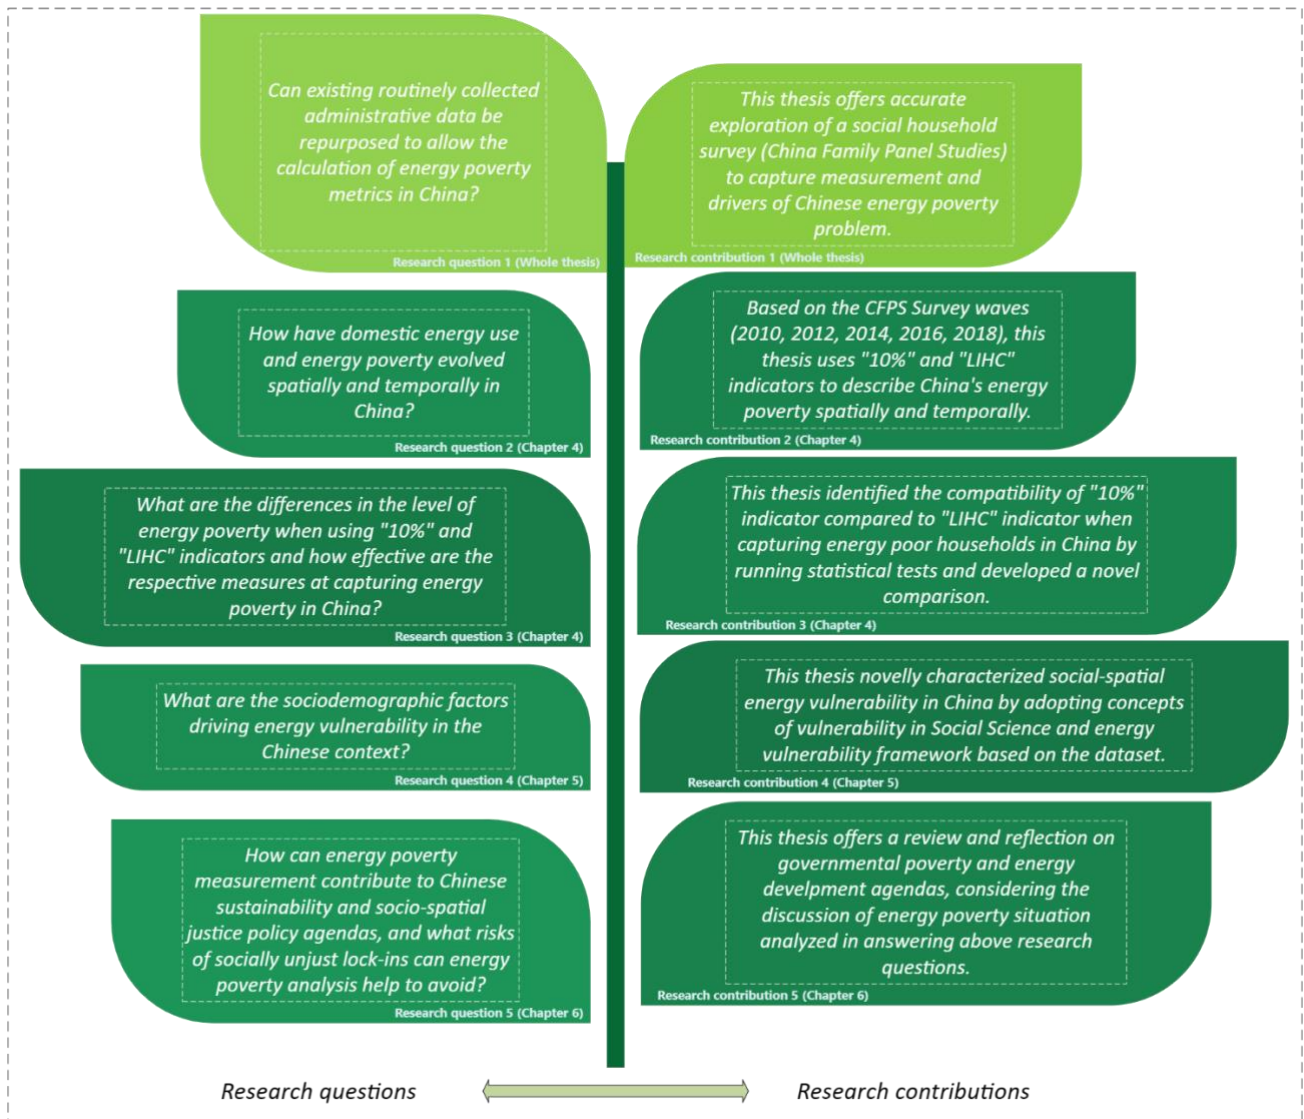 Can existing routinely collected
administrative data be
repurposed to allow the
calculation of energy poverty
metrics in China?
Research question 1 (Whole thesis)
This thesis offers accurate
exploration of a social household
survey (China Family Panel Studies)
to capture measurement and
drivers of Chinese energy poverty
problem.
Research contribution 1 (Whole thesis)
How have domestic energy use
and energy poverty evolved
spatially and temporally in
China?
Research question 2 (Chapter 4)
Based on the CFPS Survey waves
(2010, 2012, 2014, 2016, 2018), this
thesis uses "10%" and "LIHC"
indicators to describe China's energy
poverty spatially and temporally.
Research contribution 2 (Chapter 4)
What are the differences in the level of
energy poverty when using "10%" and
"LIHC" indicators and how effective are the
respective measures at capturing energy
poverty in China?
Research question 3 (Chapter 4)
This thesis identified the compatibility of "10%"
indicator compared to "LIHC" indicator when
capturing energy poor households in China by
running statistical tests and developed a novel
comparison.
Research contribution 3 (Chapter 4)
What are the sociodemographic factors
driving energy vulnerability in the
Chinese context?
Research question 4 (Chapter 5)
This thesis novelly characterized social-spatial
energy vulnerability in China by adopting concepts
of vulnerability in Social Science and energy
vulnerability framework based on the dataset.
Research contribution 4 (Chapter 5)
How can energy poverty
measurement contribute to Chinese
sustainability and socio-spatial
justice policy agendas, and what risks
of socially unjust lock-ins can energy
poverty analysis help to avoid?
Research question 5 (Chapter 6)
This thesis offers a review and reflection on
governmental poverty and energy
develpment agendas, considering the
discussion of energy poverty situation
analyzed in answering above research
questions.
Research contribution 5 (Chapter 6)
Research questions
Research contributions